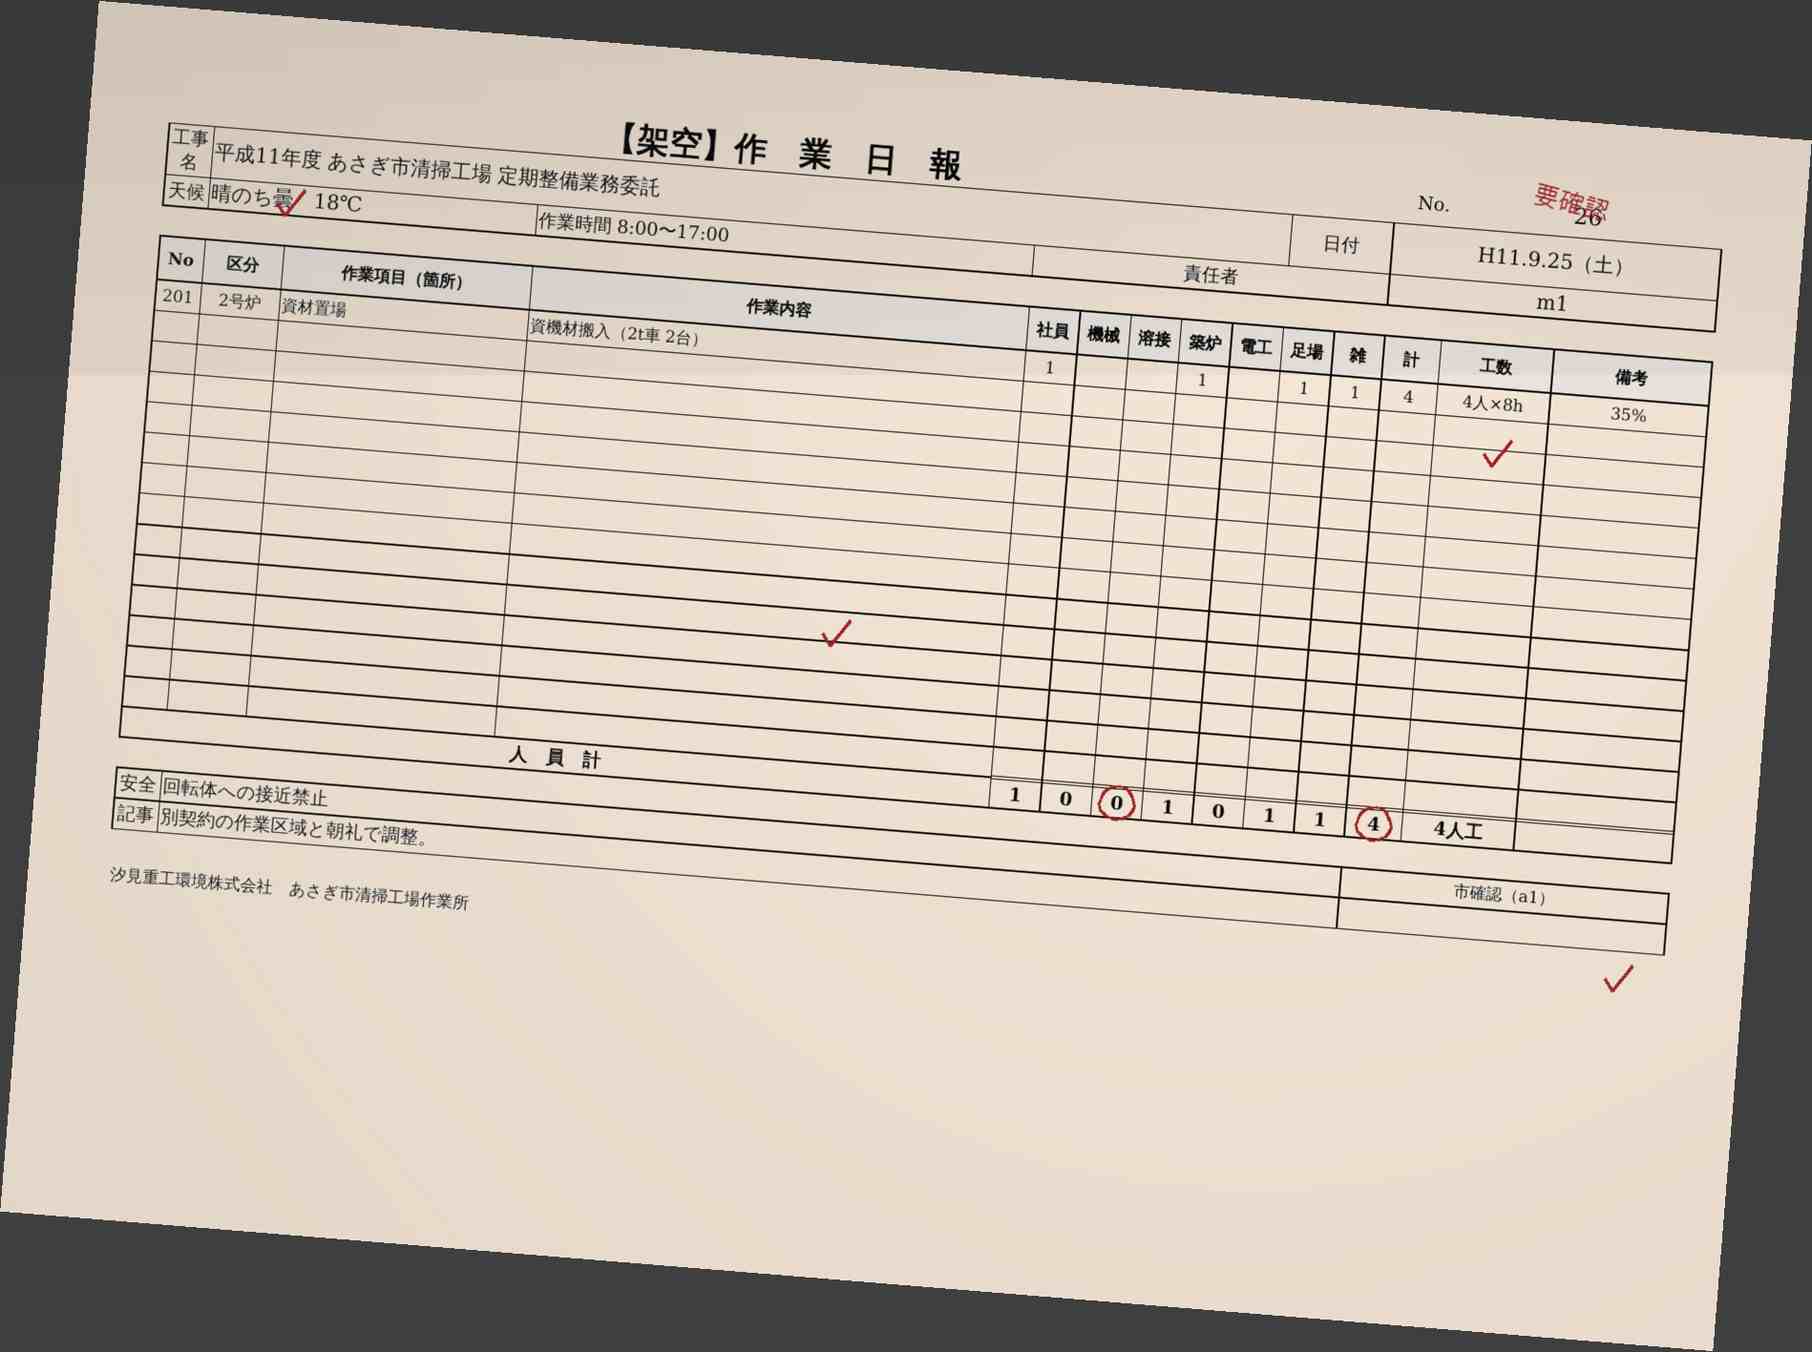 【架空】作 業 日 報
No. 26
要確認
工事名 平成11年度 あさぎ市清掃工場 定期整備業務委託 日付 H11.9.25（土）
天候 晴のち曇 18℃ 作業時間 8:00〜17:00 責任者 m1
No 区分 作業項目（箇所） 作業内容 社員 機械 溶接 築炉 電工 足場 雑 計 工数 備考
201 2号炉 資材置場 資機材搬入（2t車 2台） 1 1 1 1 4 4人×8h 35%
人 員 計 1 0 0 1 0 1 1 4 4人工
安全 回転体への接近禁止 市確認（a1）
記事 別契約の作業区域と朝礼で調整。
汐見重工環境株式会社 あさぎ市清掃工場作業所